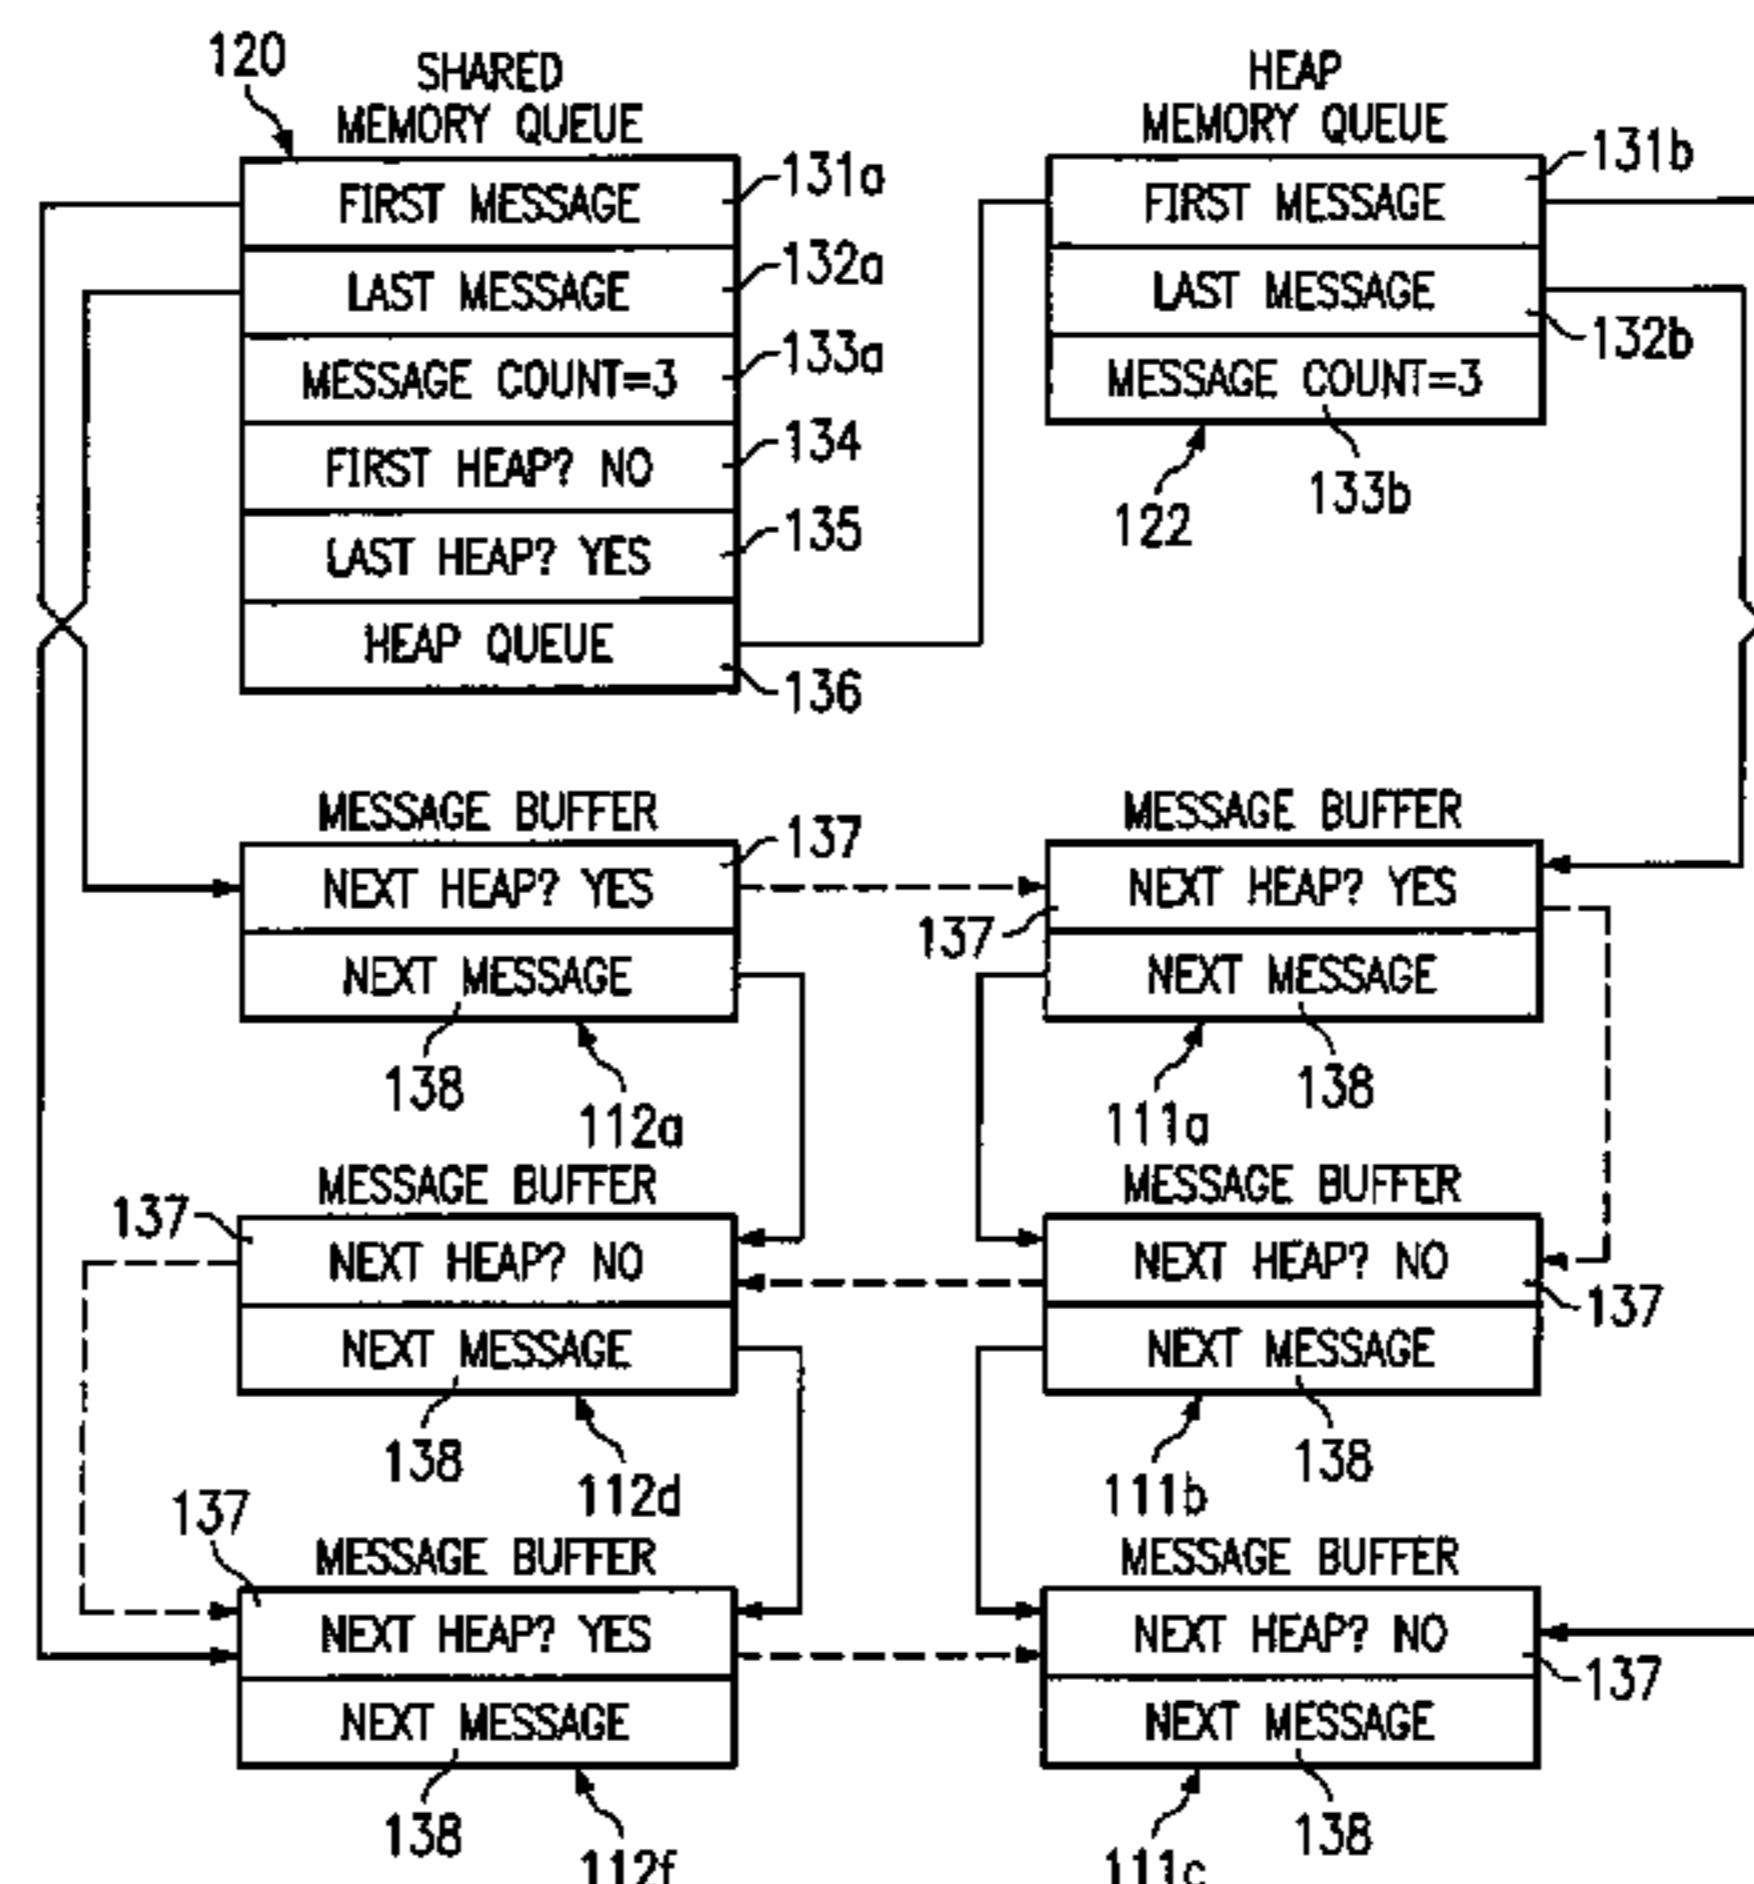 120
SHARED
MEMORY QUEUE
HEAP
MEMORY QUEUE
FIRST MESSAGE
131a
FIRST MESSAGE
131b
LAST MESSAGE
132a
LAST MESSAGE
132b
MESSAGE COUNT=3
133a
MESSAGE COUNT=3
133b
122
FIRST HEAP? NO
134
LAST HEAP? YES
135
HEAP QUEUE
136
MESSAGE BUFFER
137
MESSAGE BUFFER
NEXT HEAP? YES
NEXT HEAP? YES
137
NEXT MESSAGE
NEXT MESSAGE
138
112a
111a
138
MESSAGE BUFFER
MESSAGE BUFFER
137
NEXT HEAP? NO
NEXT HEAP? NO
137
NEXT MESSAGE
NEXT MESSAGE
138
112d
111b
138
137
MESSAGE BUFFER
MESSAGE BUFFER
NEXT HEAP? YES
NEXT HEAP? NO
137
NEXT MESSAGE
NEXT MESSAGE
138
112f
111c
138